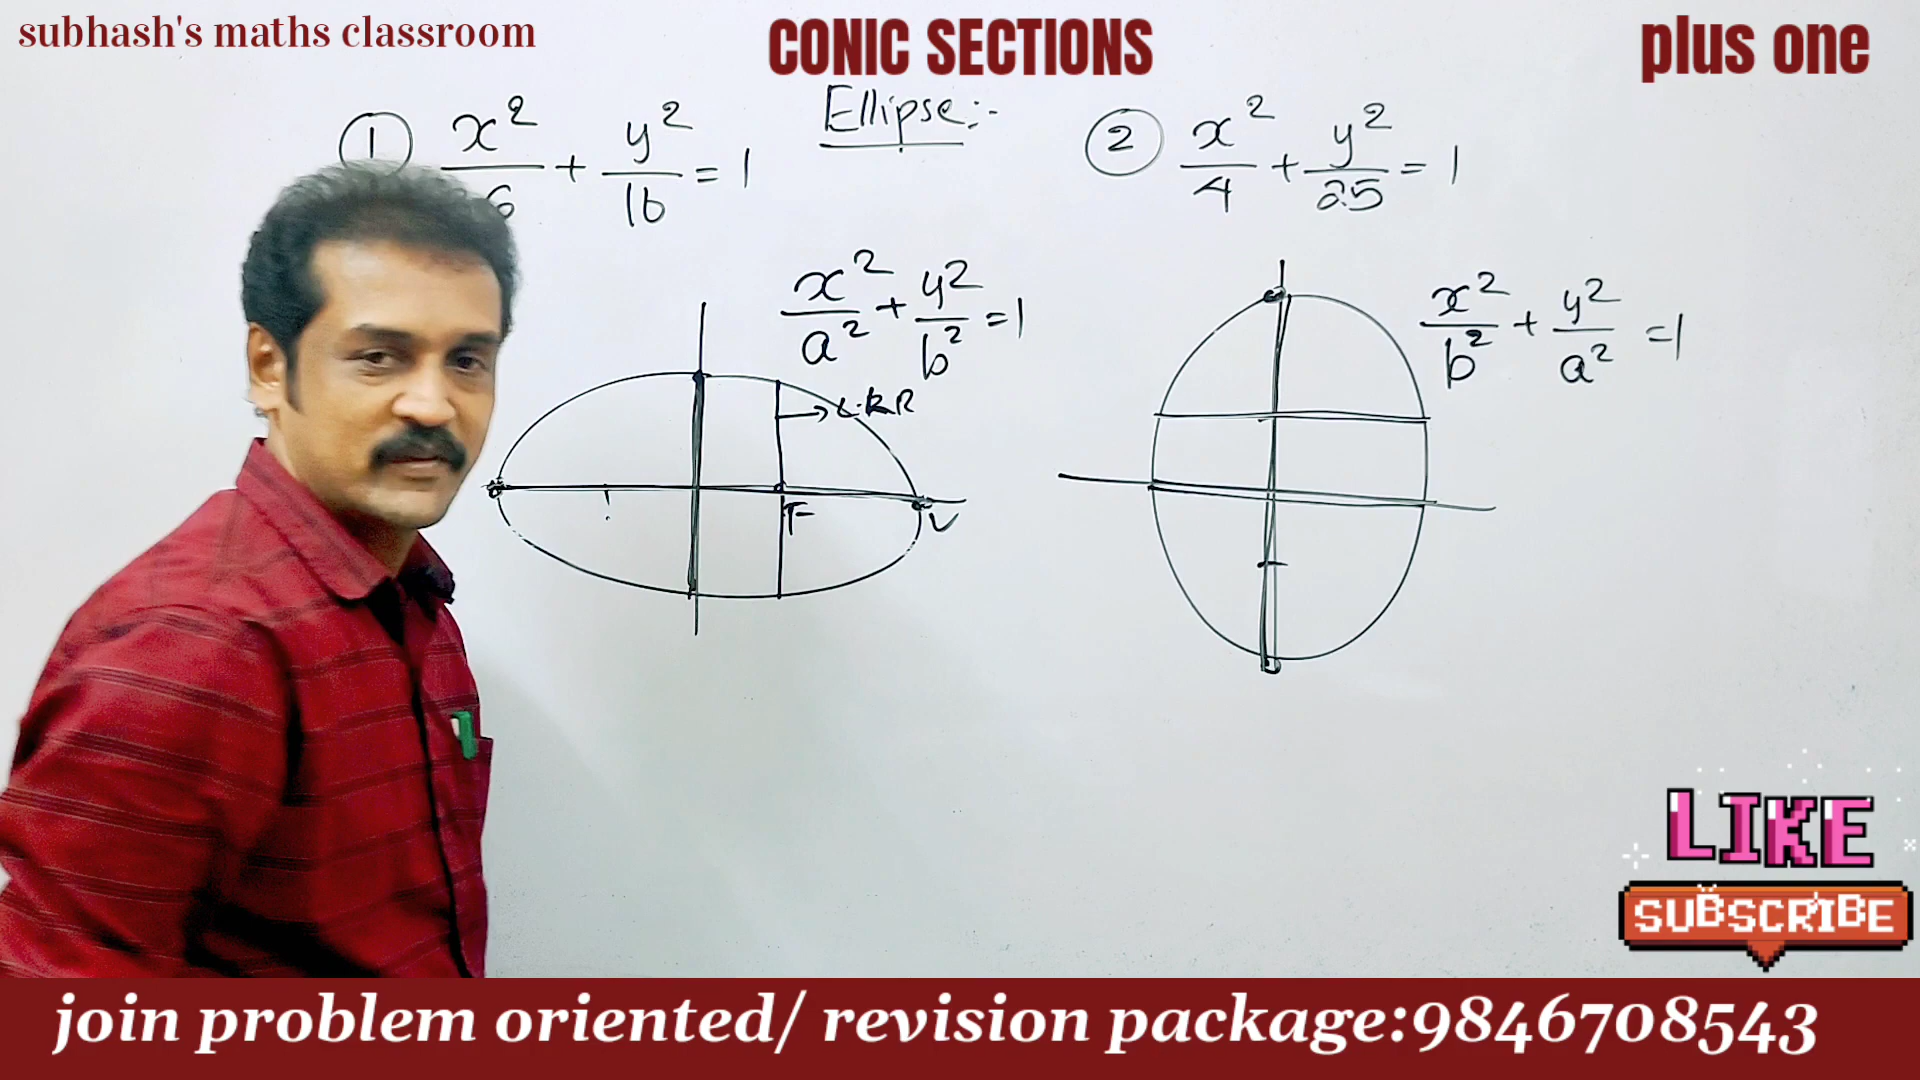 subhash's maths classroom
CONIC SECTIONS
plus one
Ellipse:-
① x²/6 + y²/16 = 1
② x²/4 + y²/25 = 1
x²/a² + y²/b² = 1
x²/b² + y²/a² = 1
F
V
LIKE
SUBSCRIBE
join problem oriented/ revision package:9846708543